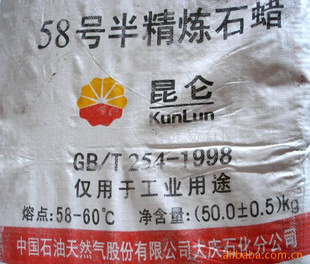 58号半精炼石蜡
昆仑
KunLun
GB/T 254-1998
仅用于工业用途
熔点:58-60℃ 净含量:(50.0±0.5)kg
中国石油天然气股份有限公司大庆石化分公司
alibaba.com.cn